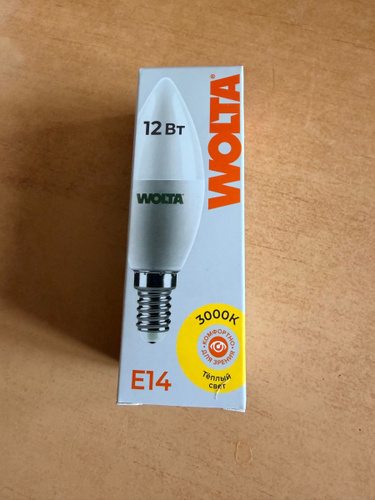 12 Вт
WOLTA®
WOLTA
3000K
КОМФОРТНО
ДЛЯ ЗРЕНИЯ
Тёплый
свет
E14